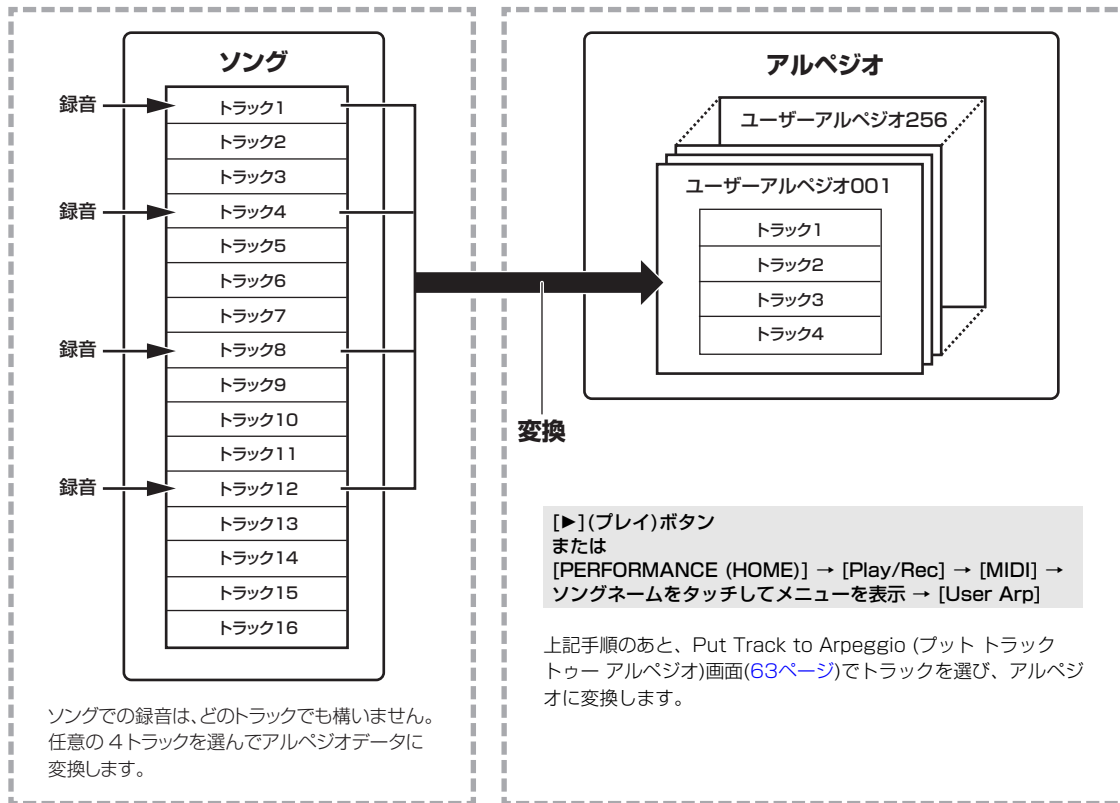 ソング
録音
録音
録音
録音
トラック1
トラック2
トラック3
トラック4
トラック5
トラック6
トラック7
トラック8
トラック9
トラック10
トラック11
トラック12
トラック13
トラック14
トラック15
トラック16
ソングでの録音は、どのトラックでも構いません。
任意の 4トラックを選んでアルペジオデータに
変換します。
変換
アルペジオ
ユーザーアルペジオ256
ユーザーアルペジオ001
トラック1
トラック2
トラック3
トラック4
[►](プレイ)ボタン
または
[PERFORMANCE (HOME)] → [Play/Rec] → [MIDI] →
ソングネームをタッチしてメニューを表示 → [User Arp]
上記手順のあと、Put Track to Arpeggio (プット トラック
トゥー アルペジオ)画面(63ページ)でトラックを選び、アルペジ
オに変換します。